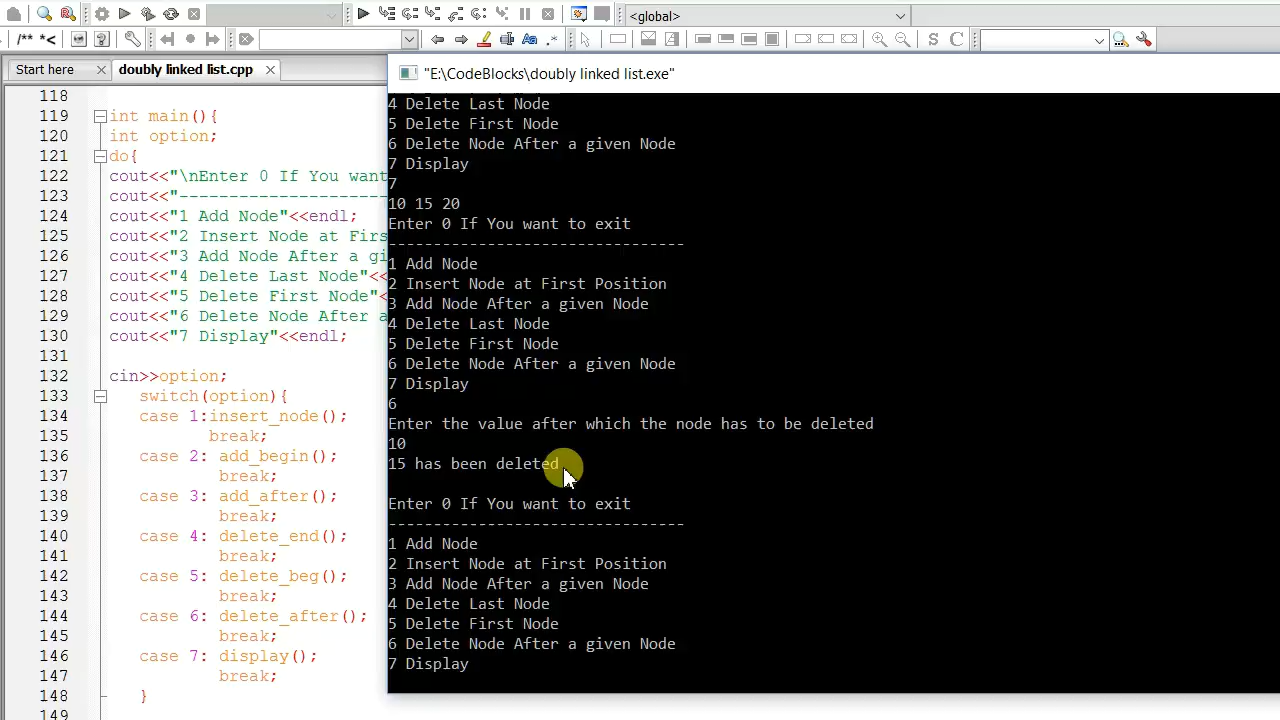 /** *<
<global>
S C
Start here
doubly linked list.cpp
118
119 int main(){
120 int option;
121 do{
122 cout<<"\nEnter 0 If You want
123 cout<<"---------------------
124 cout<<"1 Add Node"<<endl;
125 cout<<"2 Insert Node at Firs
126 cout<<"3 Add Node After a gi
127 cout<<"4 Delete Last Node"<<
128 cout<<"5 Delete First Node"<
129 cout<<"6 Delete Node After a
130 cout<<"7 Display"<<endl;
131
132 cin>>option;
133 switch(option){
134 case 1:insert_node();
135 break;
136 case 2: add_begin();
137 break;
138 case 3: add_after();
139 break;
140 case 4: delete_end();
141 break;
142 case 5: delete_beg();
143 break;
144 case 6: delete_after();
145 break;
146 case 7: display();
147 break;
148 }
149
"E:\CodeBlocks\doubly linked list.exe"
4 Delete Last Node
5 Delete First Node
6 Delete Node After a given Node
7 Display
7
10 15 20
Enter 0 If You want to exit
---------------------------------
1 Add Node
2 Insert Node at First Position
3 Add Node After a given Node
4 Delete Last Node
5 Delete First Node
6 Delete Node After a given Node
7 Display
6
Enter the value after which the node has to be deleted
10
15 has been deleted

Enter 0 If You want to exit
---------------------------------
1 Add Node
2 Insert Node at First Position
3 Add Node After a given Node
4 Delete Last Node
5 Delete First Node
6 Delete Node After a given Node
7 Display